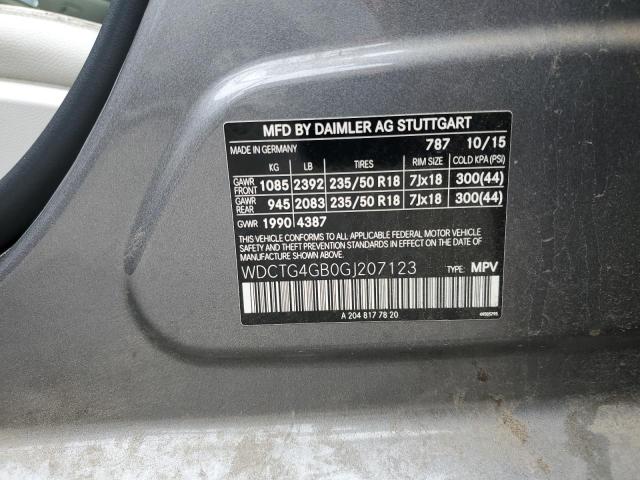 MFD BY DAIMLER AG STUTTGART
MADE IN GERMANY 787 10/15
KG LB TIRES RIM SIZE COLD KPA (PSI)
GAWR FRONT 1085 2392 235/50 R18 7Jx18 300(44)
GAWR REAR 945 2083 235/50 R18 7Jx18 300(44)
GVWR 1990 4387
THIS VEHICLE CONFORMS TO ALL APPLICABLE FEDERAL MOTOR VEHICLE
SAFETY AND THEFT PREVENTION STANDARDS IN EFFECT ON THE DATE OF
MANUFACTURE SHOWN ABOVE.
WDCTG4GB0GJ207123 TYPE: MPV
A 204 817 78 20